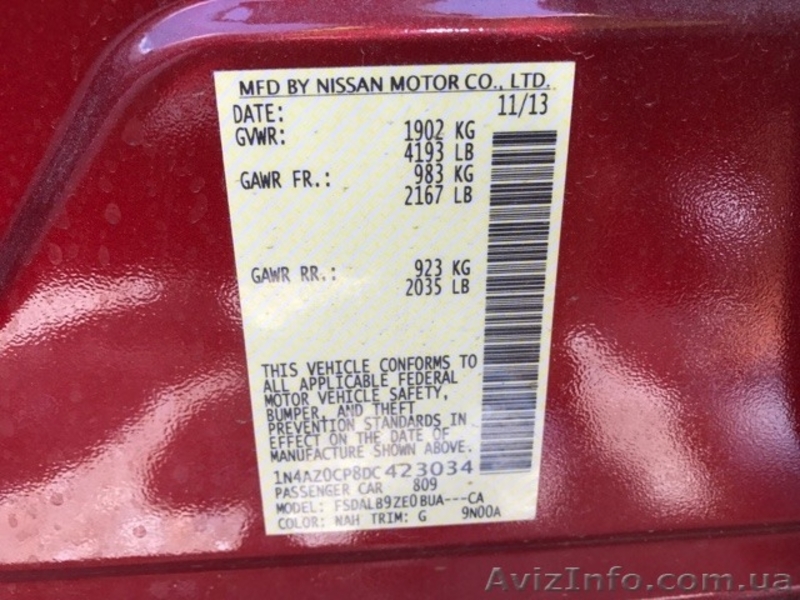 MFD BY NISSAN MOTOR CO., LTD.
DATE: 11/13
GVWR: 1902 KG
4193 LB
GAWR FR.: 983 KG
2167 LB
GAWR RR.: 923 KG
2035 LB
THIS VEHICLE CONFORMS TO
ALL APPLICABLE FEDERAL
MOTOR VEHICLE SAFETY,
BUMPER, AND THEFT
PREVENTION STANDARDS IN
EFFECT ON THE DATE OF
MANUFACTURE SHOWN ABOVE.
1N4AZ0CP8DC423034
PASSENGER CAR 809
MODEL: FSDALB9ZE0BUA---CA
COLOR: NAH TRIM: G 9N00A
AvizInfo.com.ua